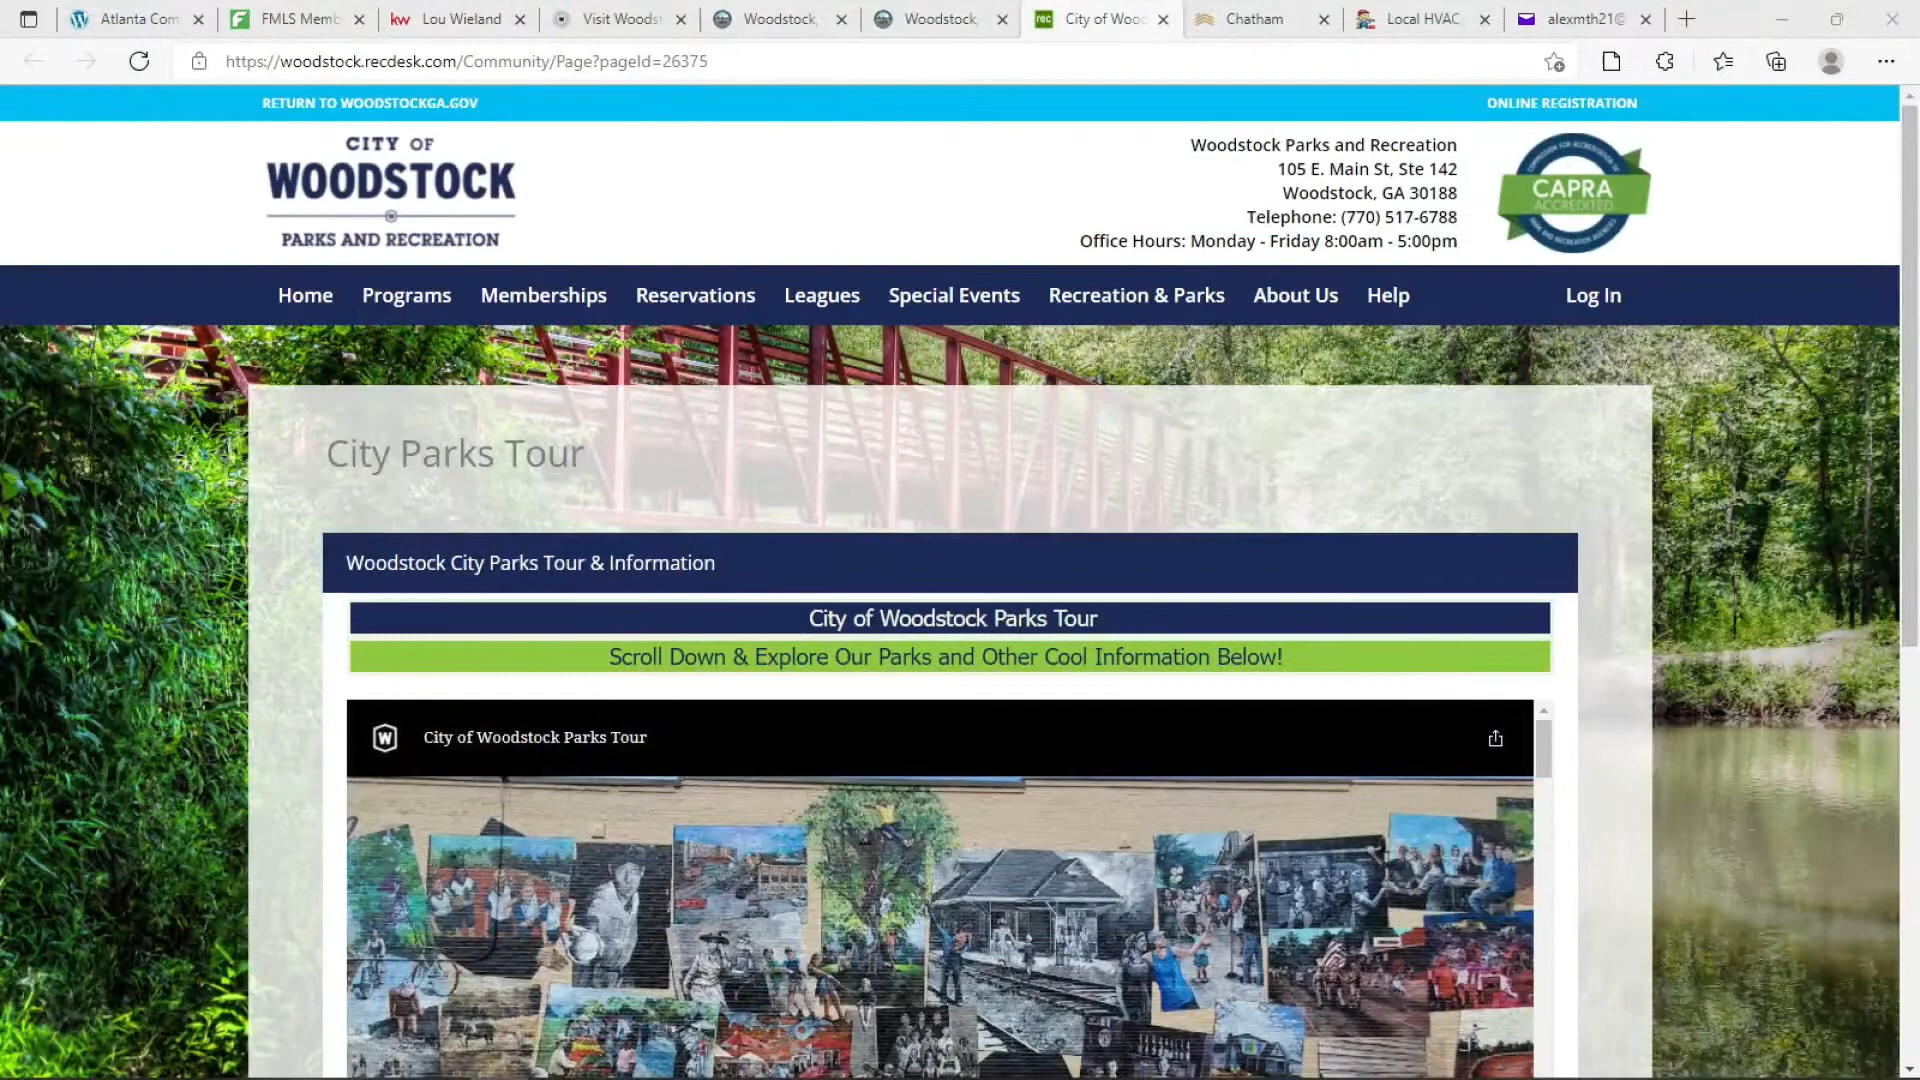 Atlanta Com
FMLS Memb
kw Lou Wieland
Visit Woodst
Woodstock,
Woodstock,
rec City of Wood
Chatham
Local HVAC
alexmth21@
https://woodstock.recdesk.com/Community/Page?pageId=26375
RETURN TO WOODSTOCKGA.GOV
ONLINE REGISTRATION
CITY OF
WOODSTOCK
PARKS AND RECREATION
Woodstock Parks and Recreation
105 E. Main St, Ste 142
Woodstock, GA 30188
Telephone: (770) 517-6788
Office Hours: Monday - Friday 8:00am - 5:00pm
CAPRA
ACCREDITED
Home Programs Memberships Reservations Leagues Special Events Recreation & Parks About Us Help Log In
City Parks Tour
Woodstock City Parks Tour & Information
City of Woodstock Parks Tour
Scroll Down & Explore Our Parks and Other Cool Information Below!
W City of Woodstock Parks Tour